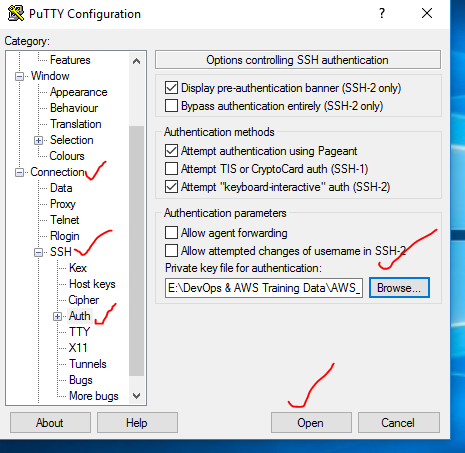 PuTTY Configuration
?
Category:
Features
Window
Appearance
Behaviour
Translation
Selection
Colours
Connection
Data
Proxy
Telnet
Rlogin
SSH
Kex
Host keys
Cipher
Auth
TTY
X11
Tunnels
Bugs
More bugs
Options controlling SSH authentication
Display pre-authentication banner (SSH-2 only)
Bypass authentication entirely (SSH-2 only)
Authentication methods
Attempt authentication using Pageant
Attempt TIS or CryptoCard auth (SSH-1)
Attempt "keyboard-interactive" auth (SSH-2)
Authentication parameters
Allow agent forwarding
Allow attempted changes of username in SSH-2
Private key file for authentication:
E:\DevOps & AWS Training Data\AWS_
Browse...
About
Help
Open
Cancel